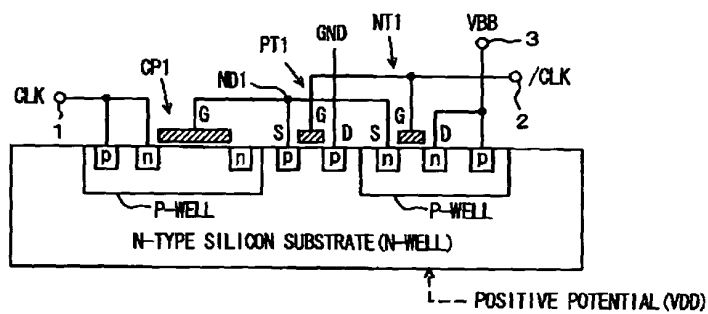 GND
NT1
VBB
PT1
3
CP1
ND1
/CLK
CLK
1
G
G
G
2
S
D
S
D
p
n
n
p
p
n
n
p
P-WELL
P-WELL
N-TYPE SILICON SUBSTRATE(N-WELL)
POSITIVE POTENTIAL(VDD)